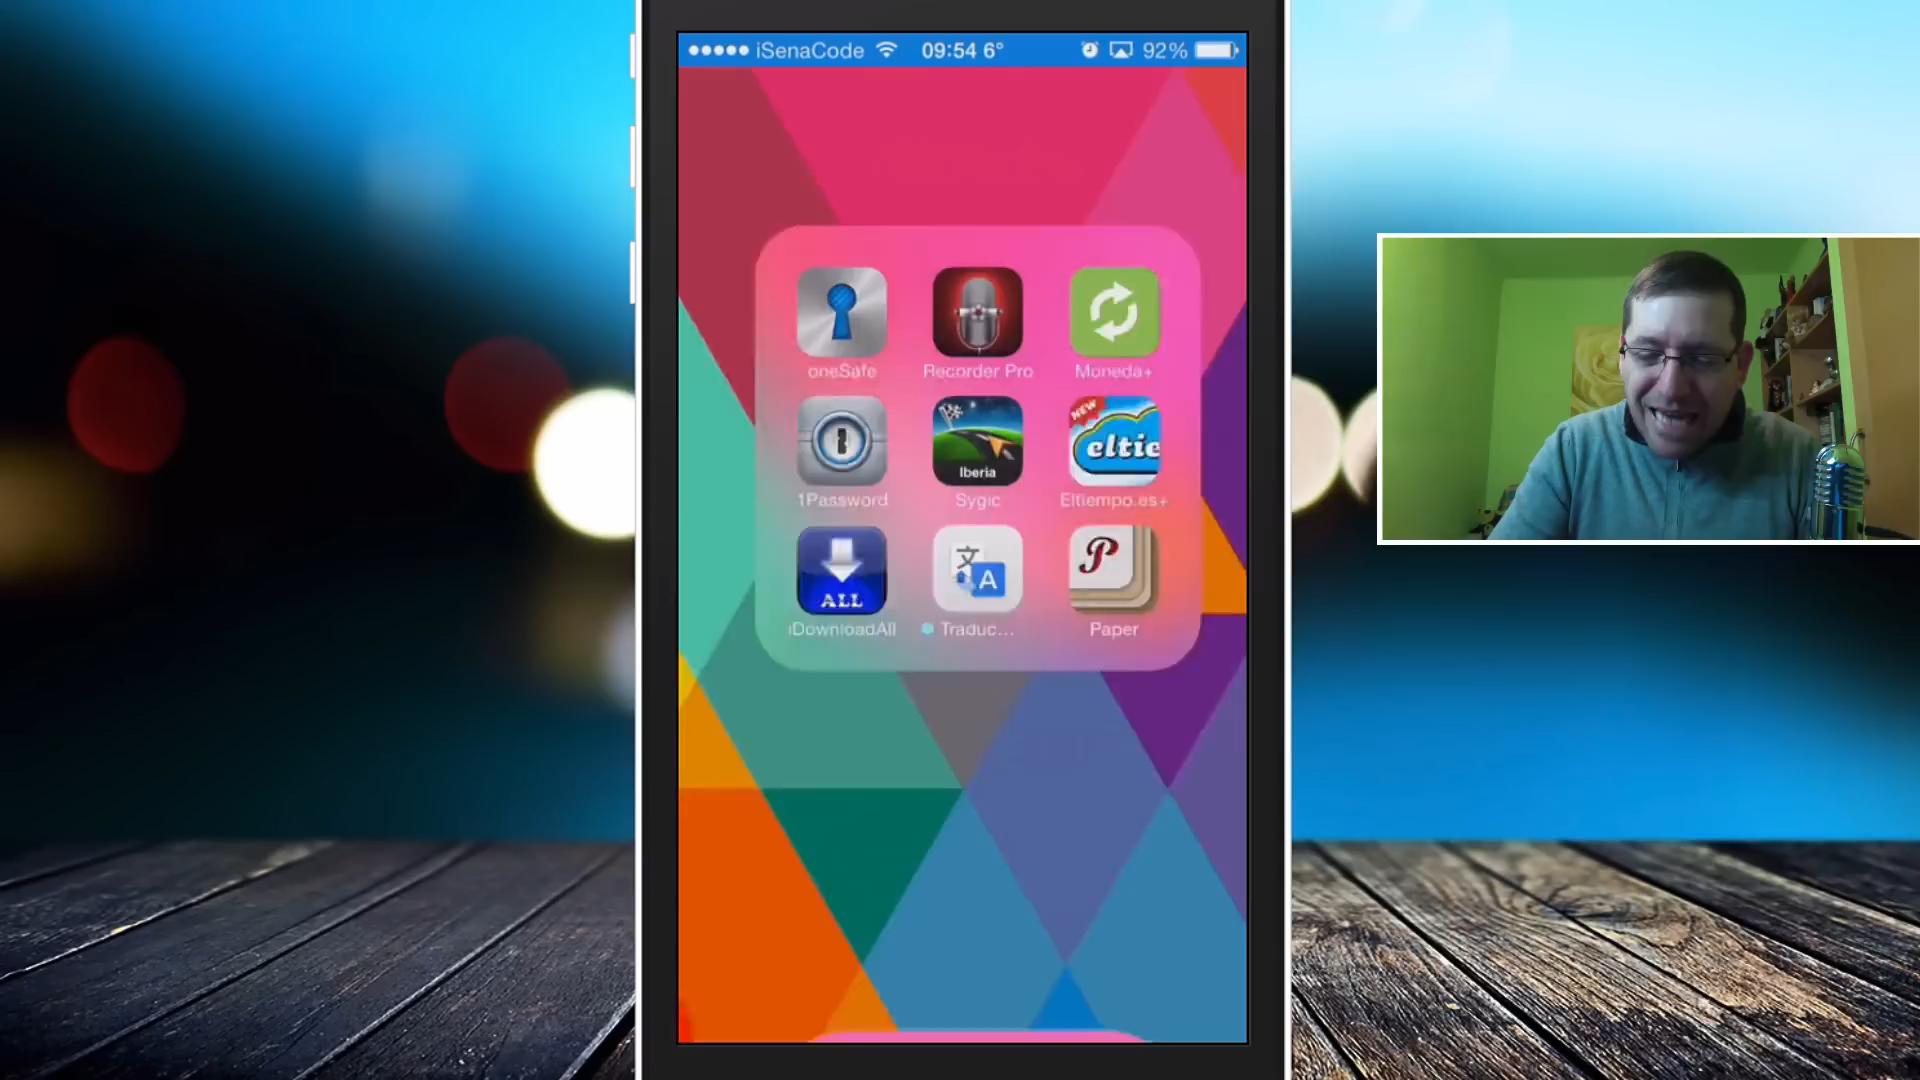 iSenaCode 09:54 6° 92%
oneSafe Recorder Pro Moneda+
Iberia
NEW
eltie
1Password Sygic Eltiempo.es+
ALL
文 A
P
iDownloadAll Traduc... Paper